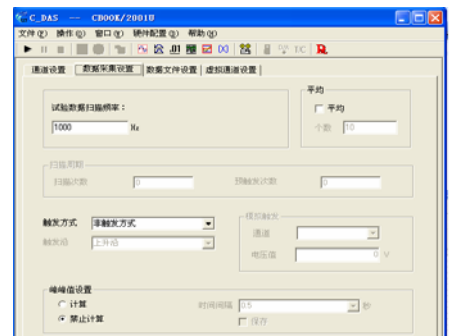 C_DAS —— CBOOK/2001U
文件(F) 操作(O) 窗口(W) 硬件配置(Q) 帮助(Q)
1:C
通道设置 数据采集设置 数据文件设置 虚拟通道设置
平均
试验数据扫描频率： 平均
1000 Hz 个数 10
扫描周期
扫描次数 0 预触发次数 0
触发方式 非触发方式 模拟触发
触发沿 上升沿 通道
电压值 0 V
峰峰值设置
计算 时间间隔 0.5 秒
禁止计算 保存